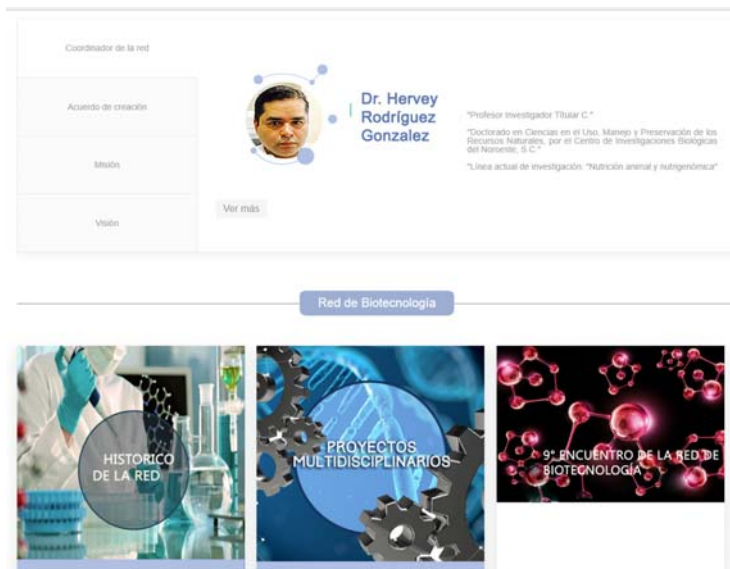 Coordinador de la red
Acuerdo de creación
Misión
Visión
Dr. Hervey
Rodríguez
Gonzalez
"Profesor Investigador Titular C."
"Doctorado en Ciencias en el Uso, Manejo y Preservación de los
Recursos Naturales, por el Centro de Investigaciones Biológicas
del Noroeste, S.C."
"Línea actual de investigación: "Nutrición animal y nutrigenómica"
Ver más
Red de Biotecnología
HISTORICO
DE LA RED
PROYECTOS
MULTIDISCIPLINARIOS
9° ENCUENTRO DE LA RED DE
BIOTECNOLOGÍA